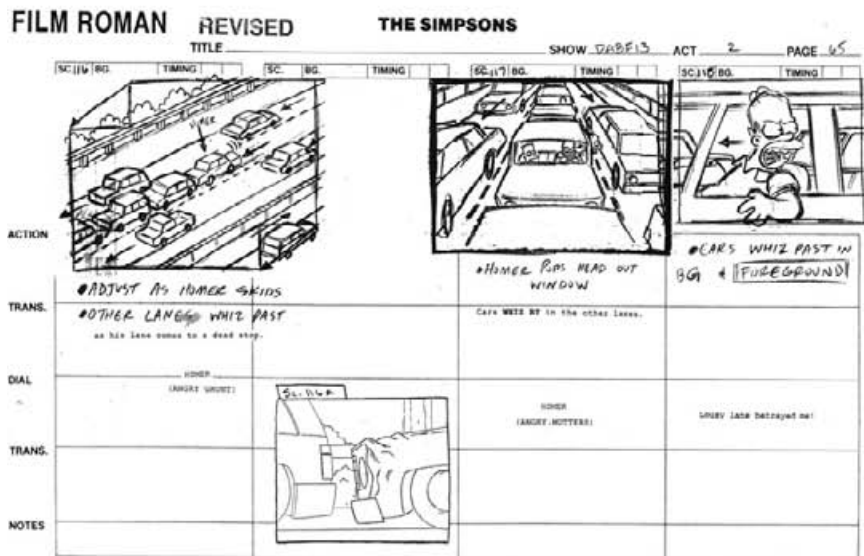 FILM ROMAN REVISED THE SIMPSONS
TITLE SHOW DABF13 ACT 2 PAGE 65
SC. 116 BG. TIMING SC. BG. TIMING SC. 117 BG. TIMING SC. 118 BG. TIMING
HOMER
ACTION
•ADJUST AS HOMER SKIDS
•OTHER LANES WHIZ PAST
as his lane comes to a dead stop.
•HOMER POPS HEAD OUT
WINDOW
Cars WHIZ BY in the other lanes.
•CARS WHIZ PAST IN
BG & FOREGROUND
TRANS.
DIAL
HOMER
(ANGRY GRUNT)
SC. 116A
HOMER
(ANGRY MUTTERS)
Lousy lane betrayed me!
TRANS.
NOTES